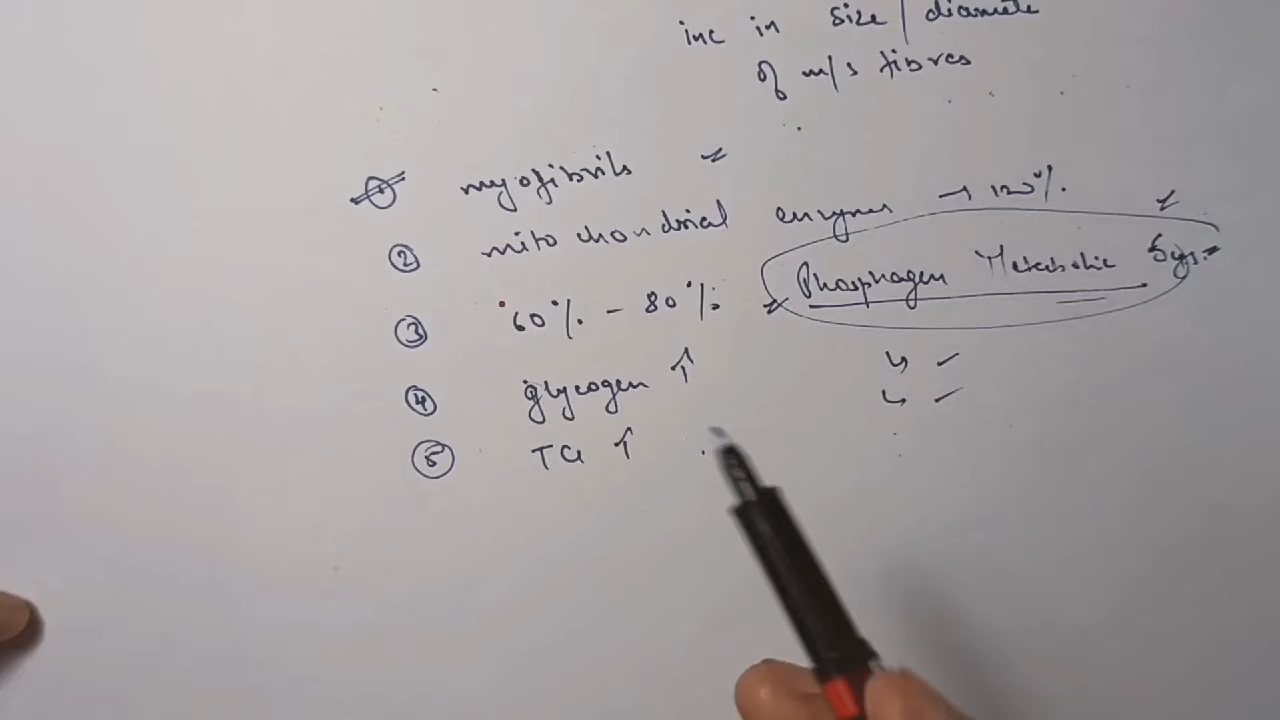 inc in size / diamete
of m/s fibres
① myofibrils
② mitochondrial enzymes → 120%.
③ 60% - 80% Phosphagen Metabolic Sys.
④ glycogen ↑
⑤ TG ↑